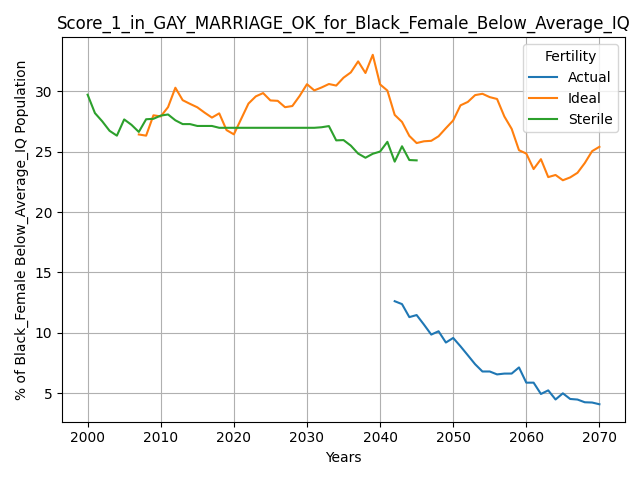 Score_1_in_GAY_MARRIAGE_OK_for_Black_Female_Below_Average_IQ
% of Black_Female Below_Average_IQ Population
30
25
20
15
10
5
Fertility
Actual
Ideal
Sterile
2000 2010 2020 2030 2040 2050 2060 2070
Years